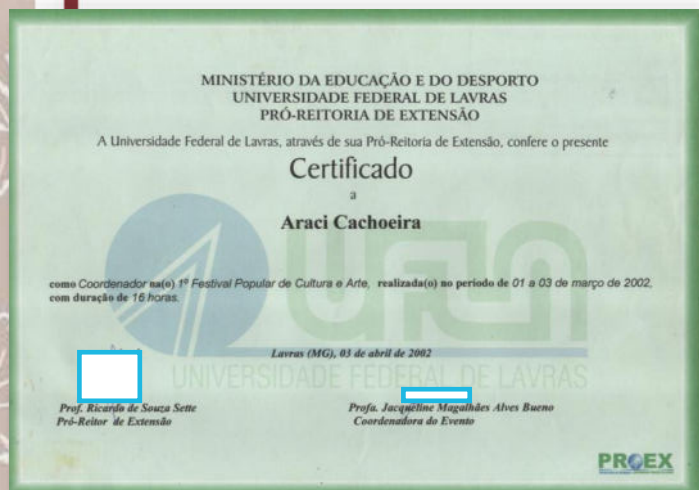 MINISTÉRIO DA EDUCAÇÃO E DO DESPORTO
UNIVERSIDADE FEDERAL DE LAVRAS
PRÓ-REITORIA DE EXTENSÃO
A Universidade Federal de Lavras, através de sua Pró-Reitoria de Extensão, confere o presente
Certificado
a
Araci Cachoeira
como Coordenador na(o) 1º Festival Popular de Cultura e Arte, realizada(o) no período de 01 a 03 de março de 2002,
com duração de 16 horas.
UFLA
Lavras (MG), 03 de abril de 2002
UNIVERSIDADE FEDERAL DE LAVRAS
Prof. Ricardo de Souza Sette
Pró-Reitor de Extensão
Profa. Jacqueline Magalhães Alves Bueno
Coordenadora do Evento
PROEX